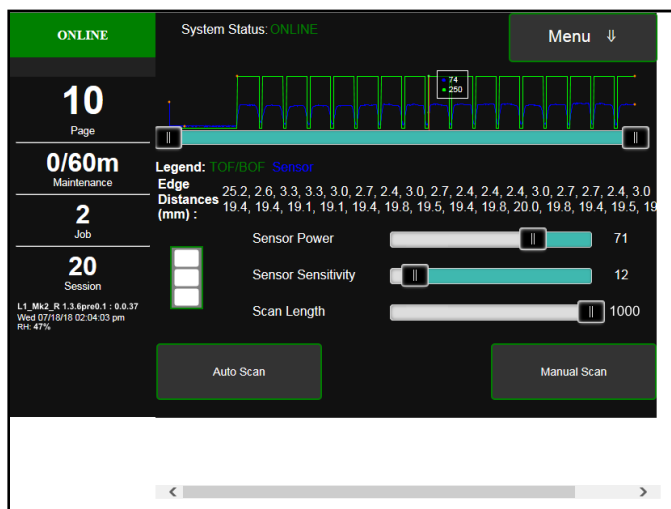 ONLINE
System Status: ONLINE
Menu ⇓
74
250
10
Page
0/60m
Maintenance
2
Job
20
Session
L1_Mk2_R 1.3.6pre0.1 : 0.0.37
Wed 07/18/18 02:04:03 pm
RH: 47%
Legend: TOF/BOF Sensor
Edge Distances (mm) :
25.2, 2.6, 3.3, 3.3, 3.0, 2.7, 2.4, 3.0, 2.7, 2.4, 2.4, 2.4, 3.0, 2.7, 2.7, 2.4, 3.0
19.4, 19.4, 19.1, 19.1, 19.4, 19.8, 19.5, 19.4, 19.8, 20.0, 19.8, 19.4, 19.5, 19
Sensor Power
71
Sensor Sensitivity
12
Scan Length
1000
Auto Scan
Manual Scan